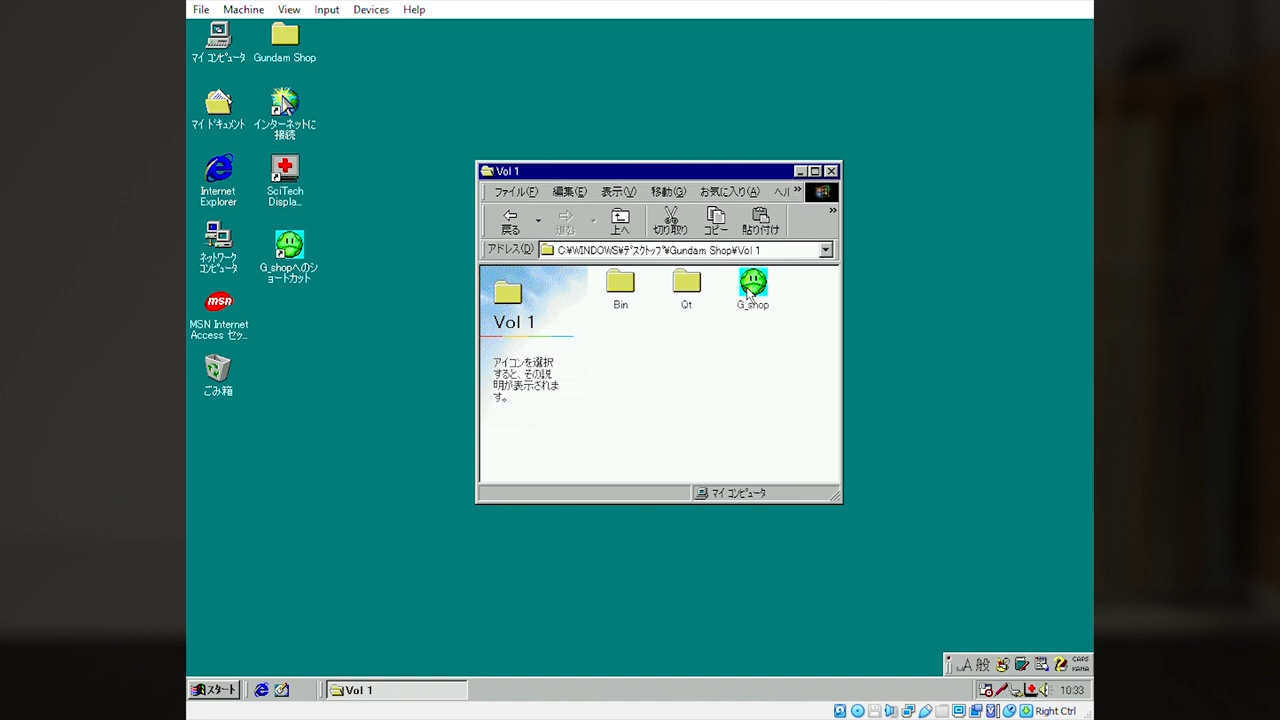 File Machine View Input Devices Help
マイ コンピュータ
Gundam Shop
マイ ドキュメント
インターネットに
接続
Internet
Explorer
SciTech
Displa...
ネットワーク
コンピュータ
G_shopへのシ
ョートカット
MSN Internet
Access セッ...
ごみ箱
msn
Vol 1
ファイル(F) 編集(E) 表示(V) 移動(G) お気に入り(A) ヘル »
戻る 進む 上へ 切り取り コピー 貼り付け »
アドレス(D) C:¥WINDOWS¥デスクトップ¥Gundam Shop¥Vol 1
Vol 1
アイコンを選択
すると、その説
明が表示されま
す。
Bin Qt G_shop
マイ コンピュータ
A 般 CAPS
KANA
スタート Vol 1 10:33
Right Ctrl